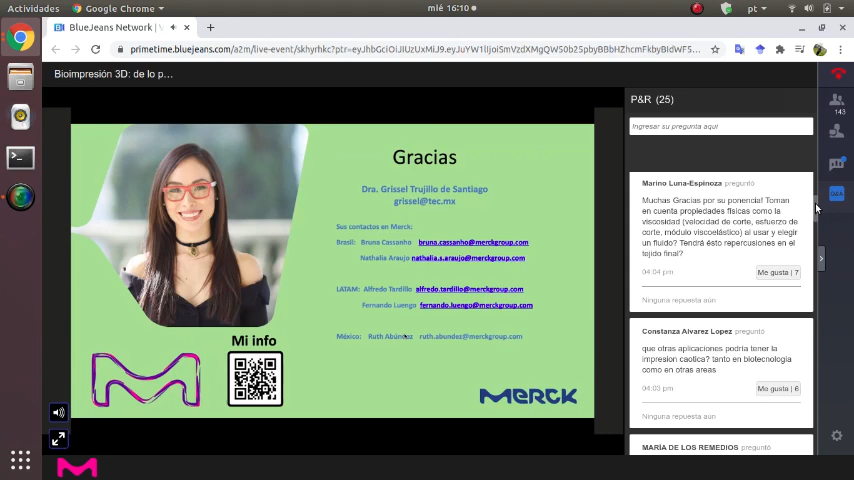 Actividades
Google Chrome
mié 16:10
pt
BlueJeans Network | V
primetime.bluejeans.com/a2m/live-event/skhyrhkc?ptr=eyJhbGciOiJIUzUxMiJ9.eyJuYW1lIjoiSmVzdXMgQW50b25pbyBbHZhcmFkbyBIdWF5...
Bioimpresión 3D: de lo p...
Gracias
Dra. Grissel Trujillo de Santiago
grissel@tec.mx
Sus contactos en Merck:
Brasil: Bruna Cassanho bruna.cassanho@merckgroup.com
Nathalia Araujo nathalia.s.araujo@merckgroup.com
LATAM: Alfredo Tardillo alfredo.tardillo@merckgroup.com
Fernando Luengo fernando.luengo@merckgroup.com
México: Ruth Abúndez ruth.abundez@merckgroup.com
Mi info
MERCK
P&R (25)
Ingresar su pregunta aquí
Marino Luna-Espinoza preguntó
Muchas Gracias por su ponencia! Toman
en cuenta propiedades físicas como la
viscosidad (velocidad de corte, esfuerzo de
corte, módulo viscoelástico) al usar y elegir
un fluido? Tendrá ésto repercusiones en el
tejido final?
04:04 pm
Me gusta | 7
Ninguna repuesta aún
Constanza Alvarez Lopez preguntó
que otras aplicaciones podría tener la
impresion caotica? tanto en biotecnologia
como en otras areas
04:03 pm
Me gusta | 6
Ninguna repuesta aún
MARÍA DE LOS REMEDIOS preguntó
143
Q&A